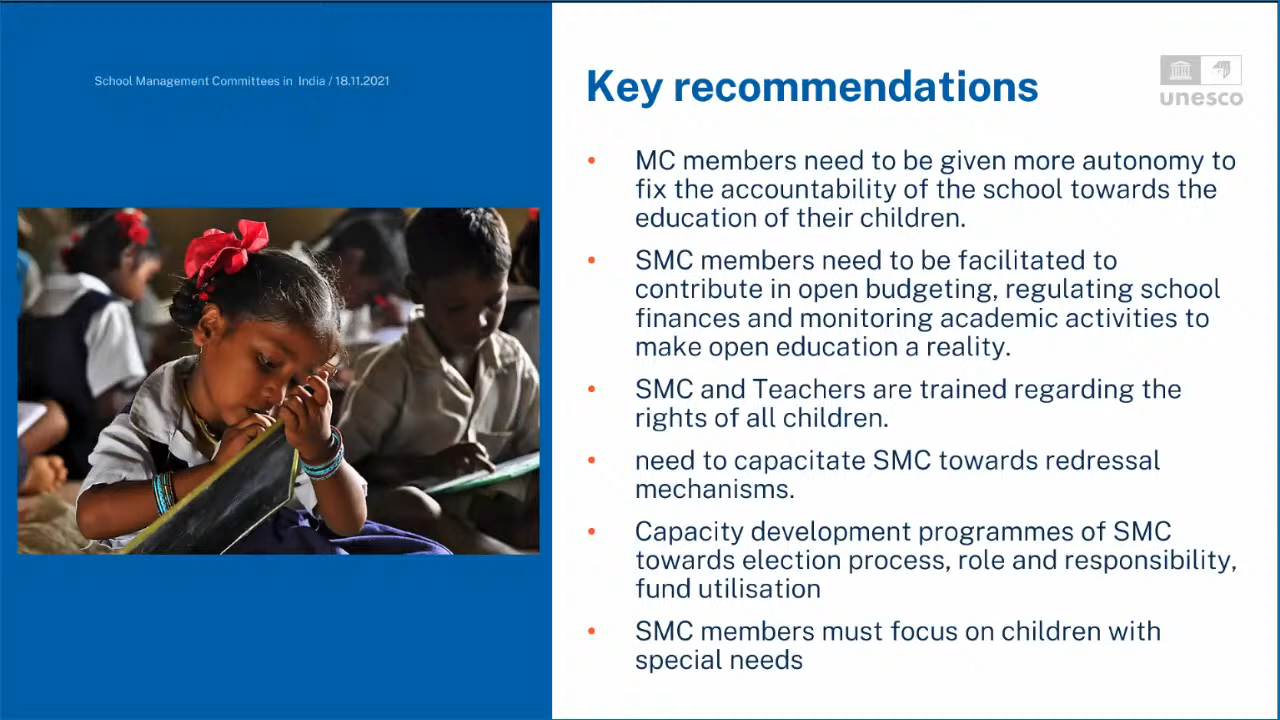 School Management Committees in India / 18.11.2021
Key recommendations
unesco
• MC members need to be given more autonomy to
fix the accountability of the school towards the
education of their children.
• SMC members need to be facilitated to
contribute in open budgeting, regulating school
finances and monitoring academic activities to
make open education a reality.
• SMC and Teachers are trained regarding the
rights of all children.
• need to capacitate SMC towards redressal
mechanisms.
• Capacity development programmes of SMC
towards election process, role and responsibility,
fund utilisation
• SMC members must focus on children with
special needs